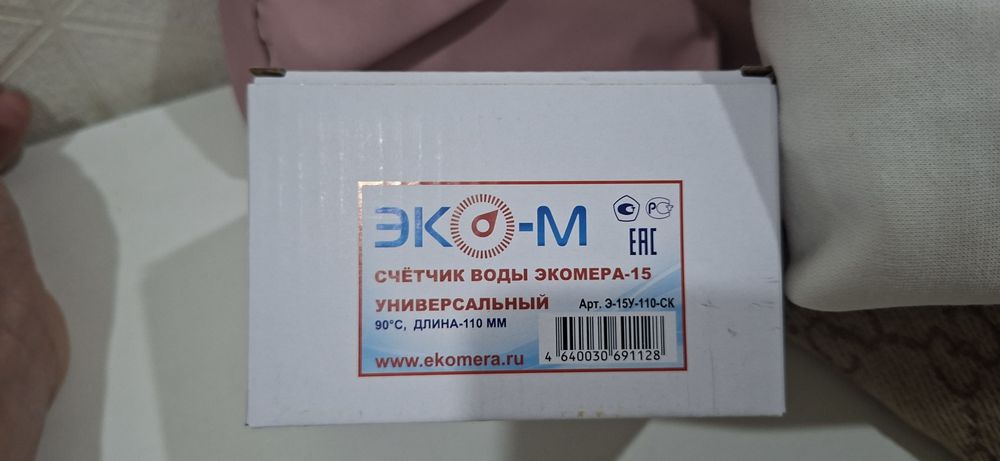 ЭКО-М
РСТ
ЕАС
СЧЁТЧИК ВОДЫ ЭКОМЕРА-15
УНИВЕРСАЛЬНЫЙ
Арт. Э-15У-110-СК
90°С, ДЛИНА-110 ММ
www.ekomera.ru
4 640030 691128